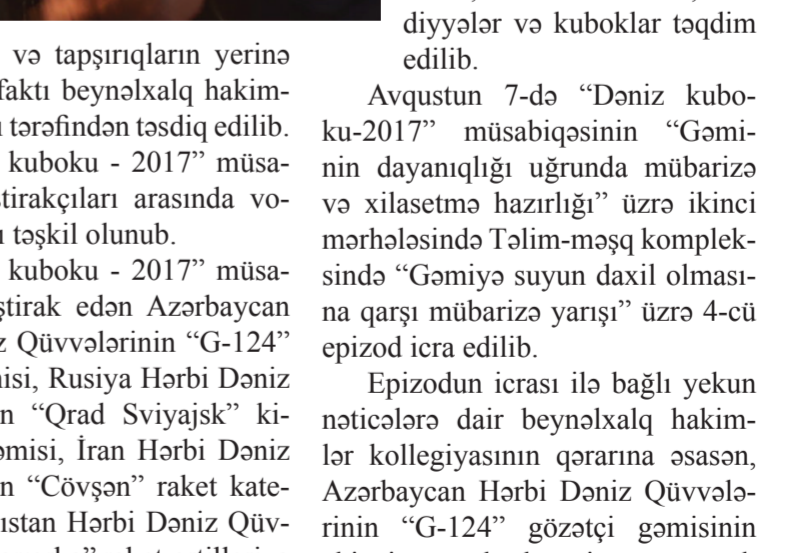 və tapşırıqların yerinə
faktı beynəlxalq hakim-
tərəfindən təsdiq edilib.
kuboku - 2017” müsa-
tirakçıları arasında vo-
təşkil olunub.
kuboku - 2017” müsa-
ştirak edən Azərbaycan
z Qüvvələrinin “G-124”
isi, Rusiya Hərbi Dəniz
n “Qrad Sviyajsk” ki-
əmisi, İran Hərbi Dəniz
n “Cövşən” raket kate-
ıstan Hərbi Dəniz Qüv-
diyyələr və kuboklar təqdim
edilib.
Avqustun 7-də “Dəniz kubo-
ku-2017” müsabiqəsinin “Gəmi-
nin dayanıqlığı uğrunda mübarizə
və xilasetmə hazırlığı” üzrə ikinci
mərhələsində Təlim-məşq komplek-
sində “Gəmiyə suyun daxil olması-
na qarşı mübarizə yarışı” üzrə 4-cü
epizod icra edilib.
Epizodun icrası ilə bağlı yekun
nəticələrə dair beynəlxalq hakim-
lər kollegiyasının qərarına əsasən,
Azərbaycan Hərbi Dəniz Qüvvələ-
rinin “G-124” gözətçi gəmisinin